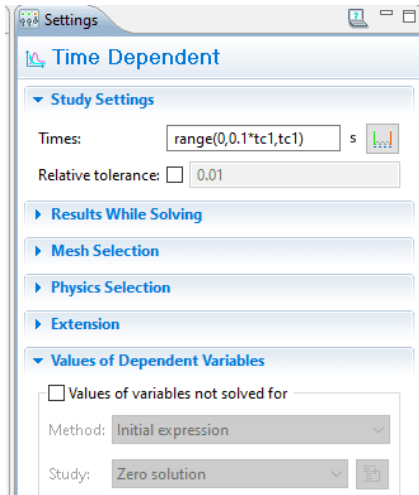 Settings
Time Dependent
Study Settings
Times: range(0,0.1*tc1,tc1) s
Relative tolerance: 0.01
Results While Solving
Mesh Selection
Physics Selection
Extension
Values of Dependent Variables
Values of variables not solved for
Method: Initial expression
Study: Zero solution